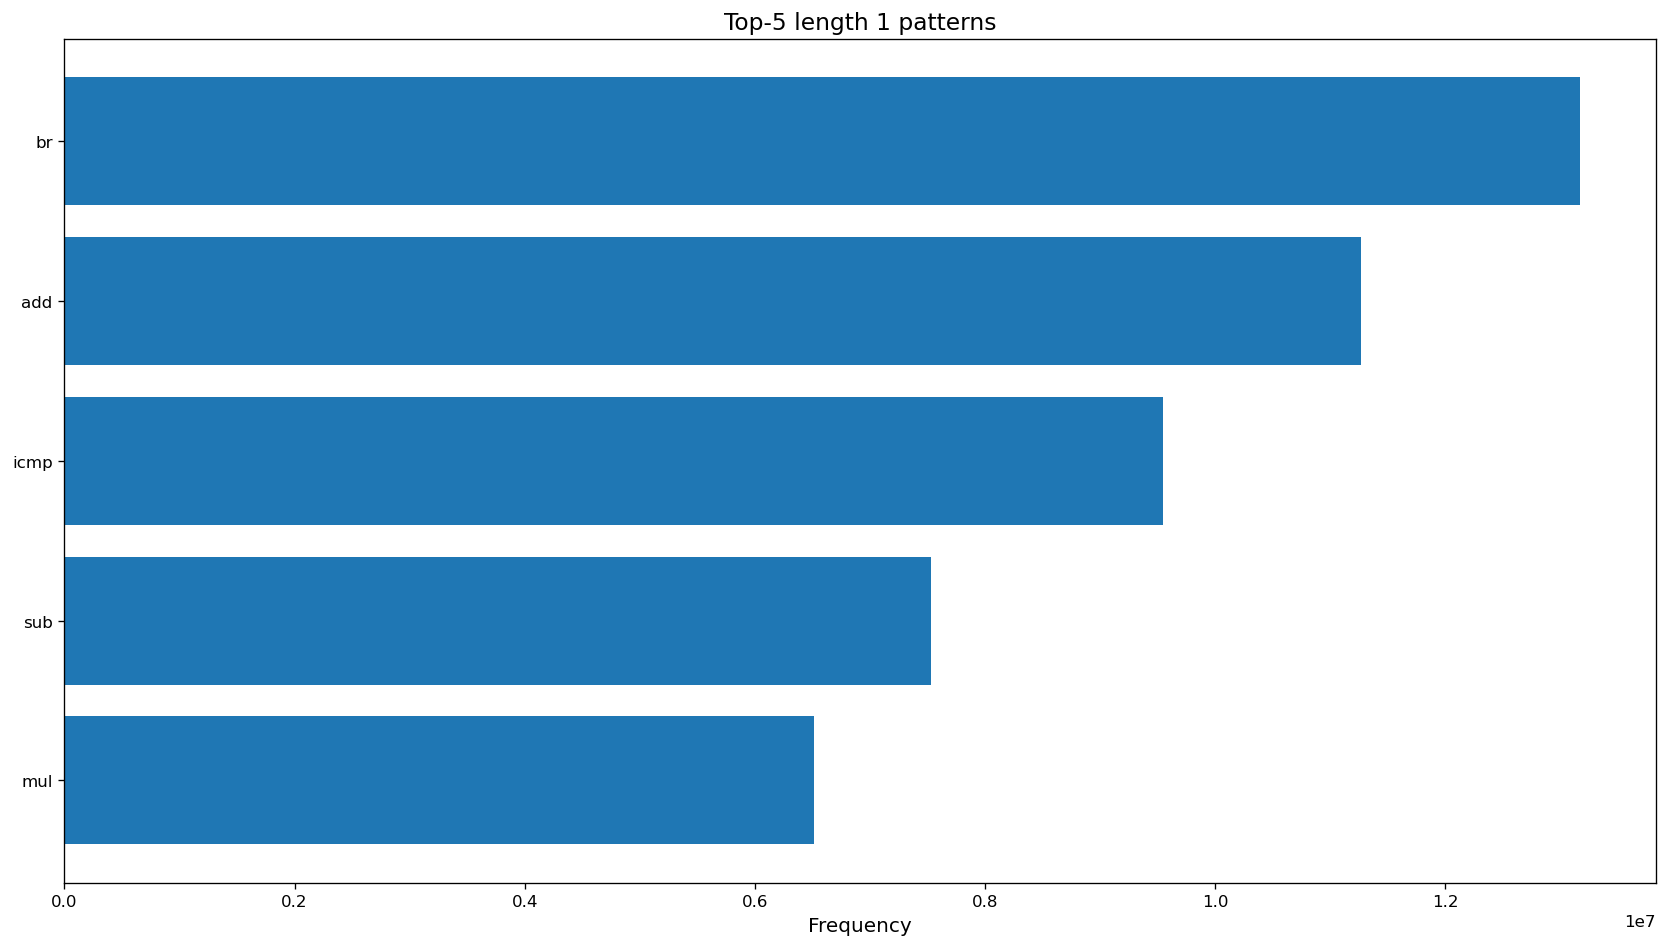 Top-5 length 1 patterns
br
add
icmp
sub
mul
0.0 0.2 0.4 0.6 0.8 1.0 1.2
1e7
Frequency